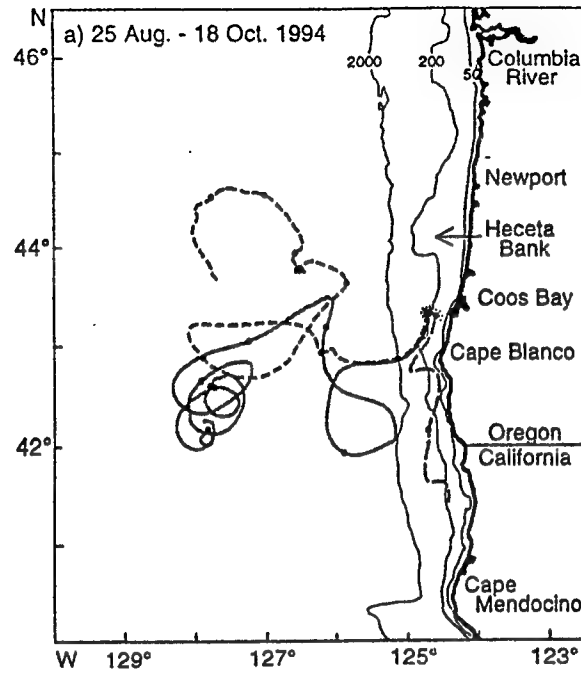 N
a) 25 Aug. - 18 Oct. 1994
46°
2000
200
50
Columbia
River
Newport
44°
Heceta
Bank
Coos Bay
Cape Blanco
42°
Oregon
California
Cape
Mendocino
W
129°
127°
125°
123°